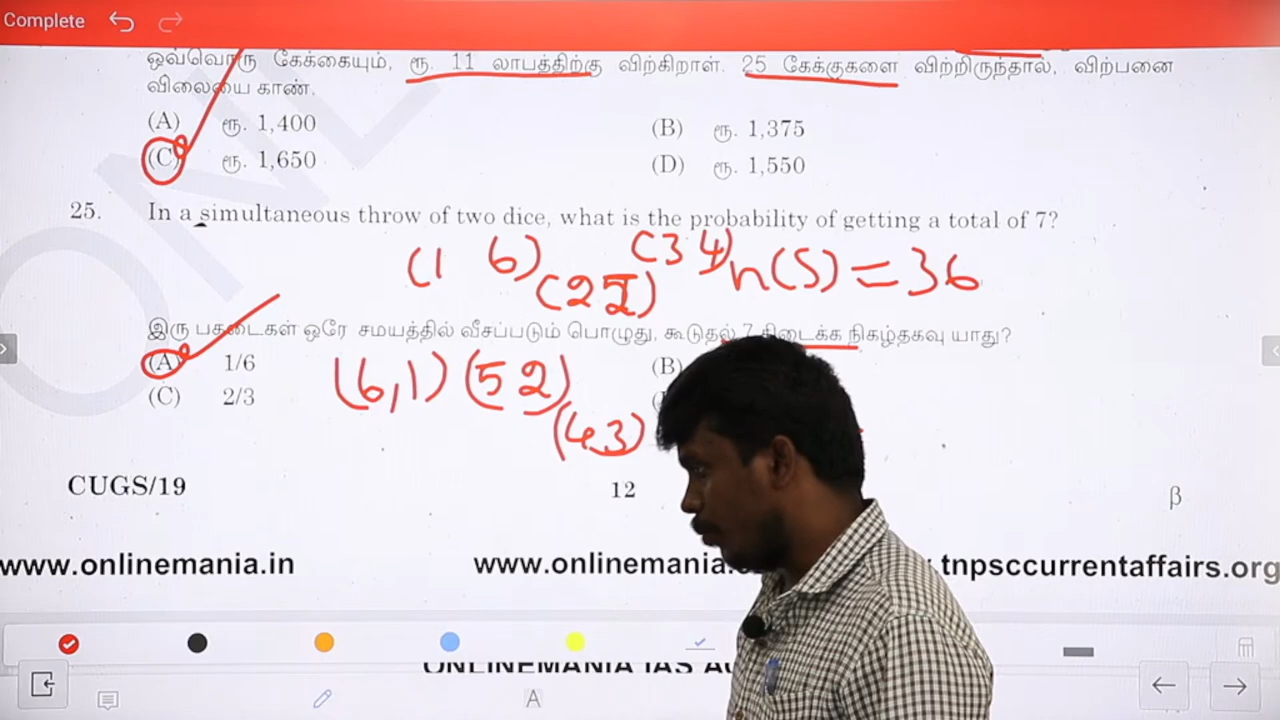 Complete
ஒவ்வொரு கேக்கையும், ரூ. 11 லாபத்திற்கு விற்கிறாள். 25 கேக்குகளை விற்றிருந்தால், விற்பனை
விலையை காண்.
(A) ரூ. 1,400 (B) ரூ. 1,375
(C) ரூ. 1,650 (D) ரூ. 1,550
25. In a simultaneous throw of two dice, what is the probability of getting a total of 7?
(1 6) (3 4) n(S) = 36
(2 5)
இரு பகடைகள் ஒரே சமயத்தில் வீசப்படும் பொழுது, கூடுதல் 7 கிடைக்க நிகழ்தகவு யாது?
(A) 1/6 (B)
(C) 2/3
(6,1) (5 2)
(4,3)
CUGS/19 12 β
www.onlinemania.in www.onlinemania. tnpsccurrentaffairs.org
ONLINEMANIA IAS
A